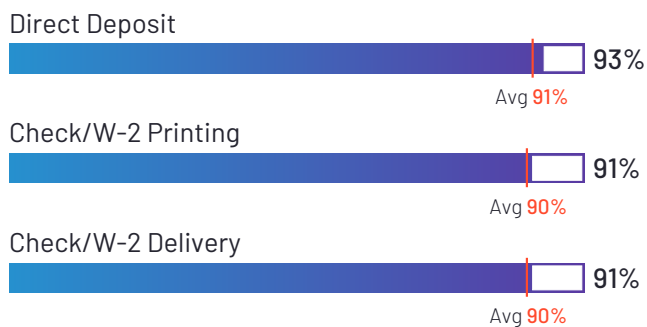 Direct Deposit
93%
Avg 91%
Check/W-2 Printing
91%
Avg 90%
Check/W-2 Delivery
91%
Avg 90%